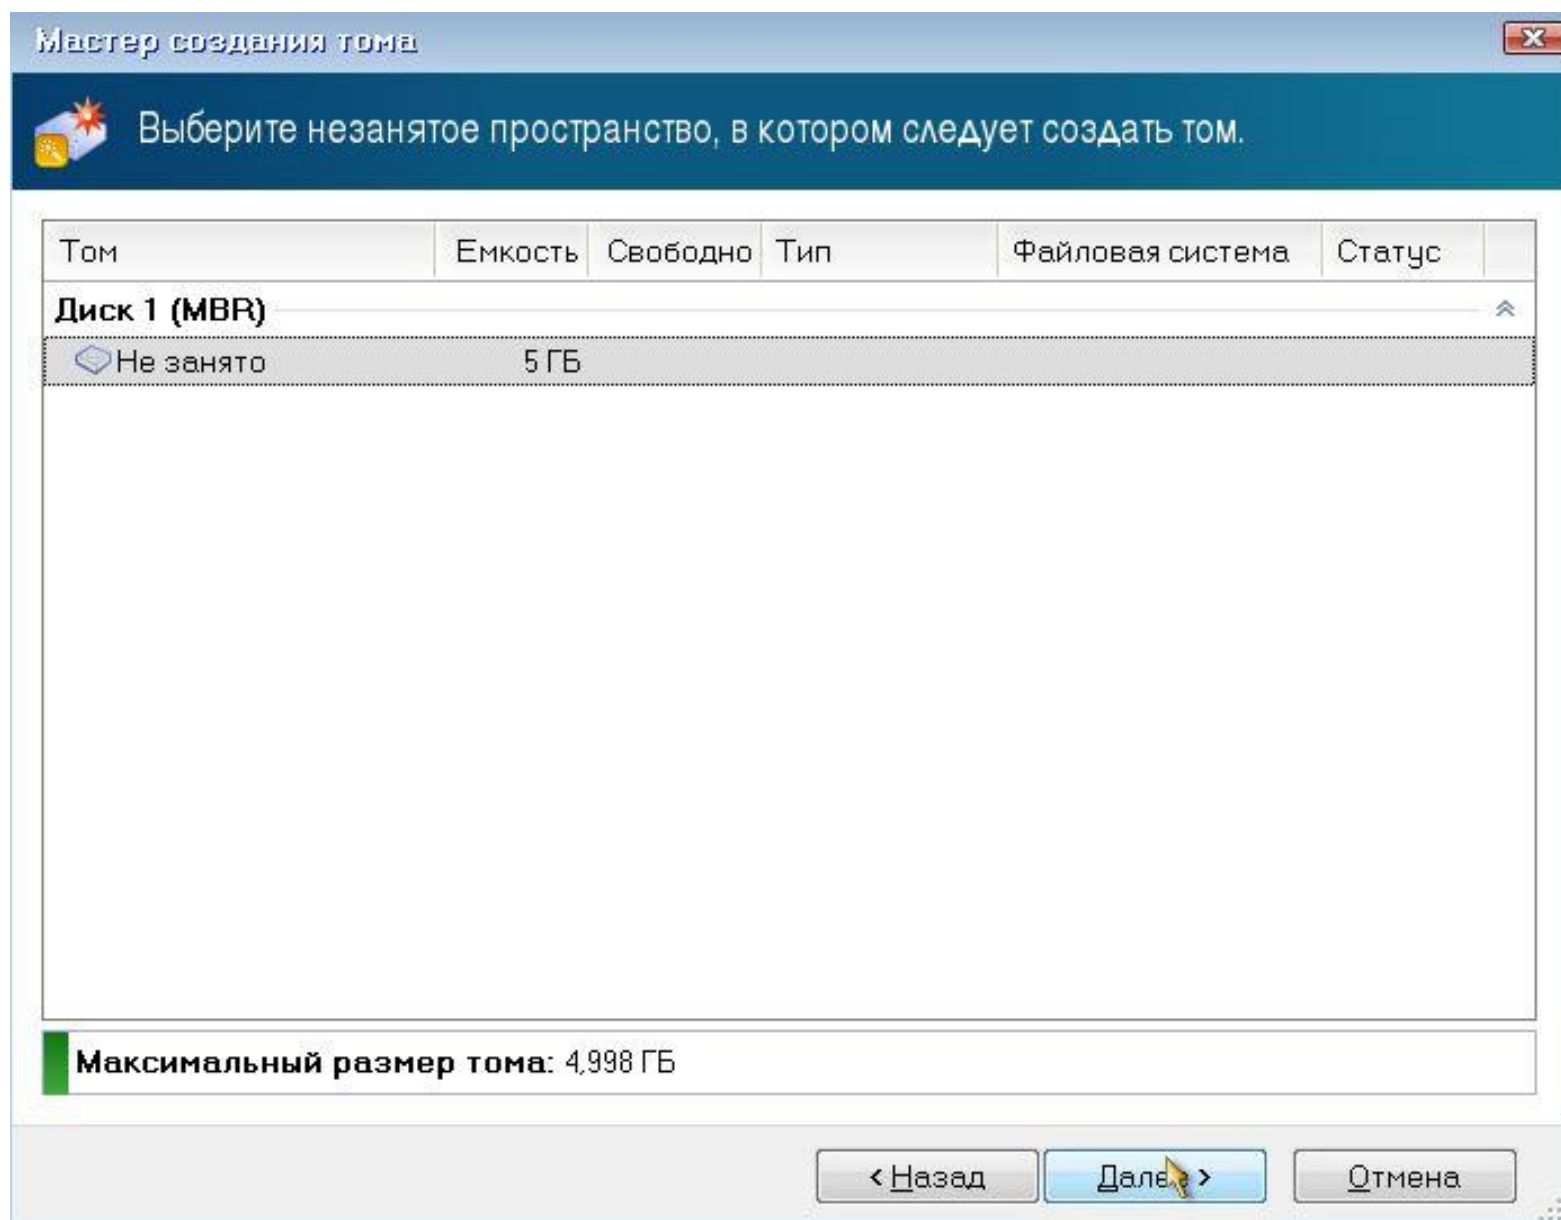 Мастер создания тома
Выберите незанятое пространство, в котором следует создать том.
Том Емкость Свободно Тип Файловая система Статус
Диск 1 (MBR)
Не занято 5 ГБ
Максимальный размер тома: 4,998 ГБ
< Назад Далее > Отмена